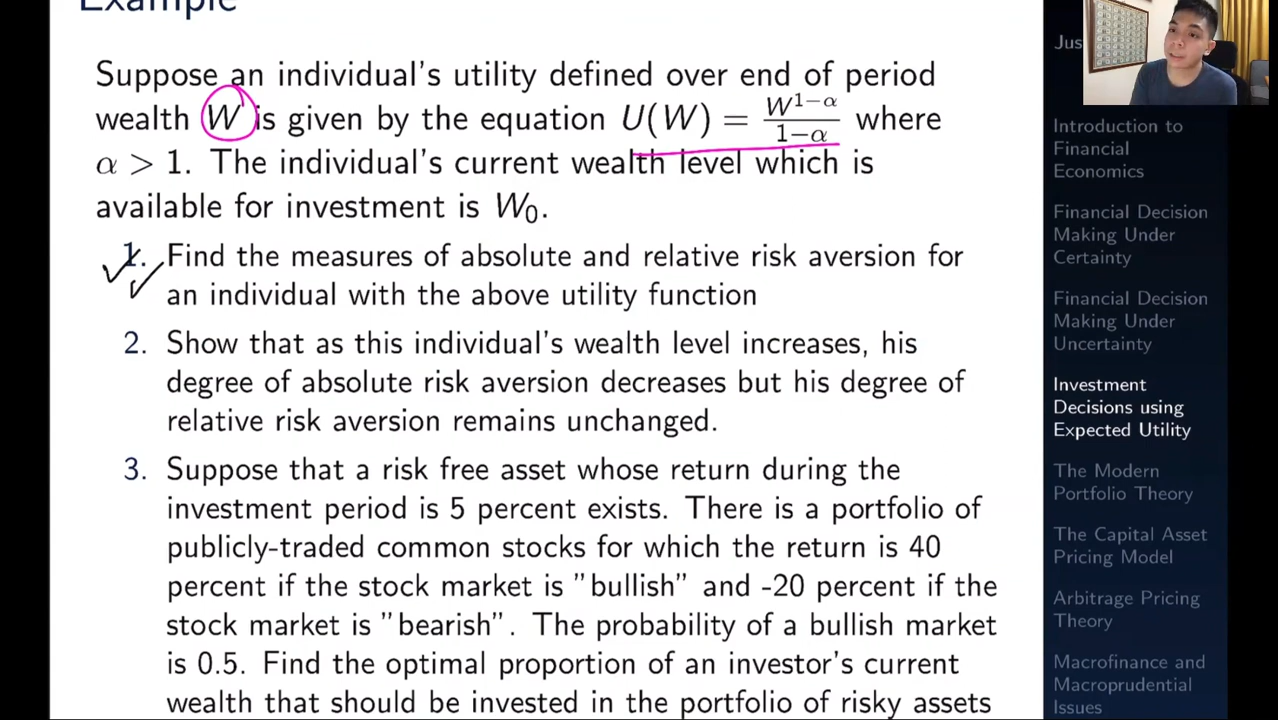 Example
Suppose an individual's utility defined over end of period
wealth W is given by the equation U(W) = \frac{W^{1-α}}{1-α} where
α > 1. The individual's current wealth level which is
available for investment is W₀.
1. Find the measures of absolute and relative risk aversion for
an individual with the above utility function
2. Show that as this individual's wealth level increases, his
degree of absolute risk aversion decreases but his degree of
relative risk aversion remains unchanged.
3. Suppose that a risk free asset whose return during the
investment period is 5 percent exists. There is a portfolio of
publicly-traded common stocks for which the return is 40
percent if the stock market is "bullish" and -20 percent if the
stock market is "bearish". The probability of a bullish market
is 0.5. Find the optimal proportion of an investor's current
wealth that should be invested in the portfolio of risky assets
Jus
Introduction to
Financial
Economics
Financial Decision
Making Under
Certainty
Financial Decision
Making Under
Uncertainty
Investment
Decisions using
Expected Utility
The Modern
Portfolio Theory
The Capital Asset
Pricing Model
Arbitrage Pricing
Theory
Macrofinance and
Macroprudential
Issues